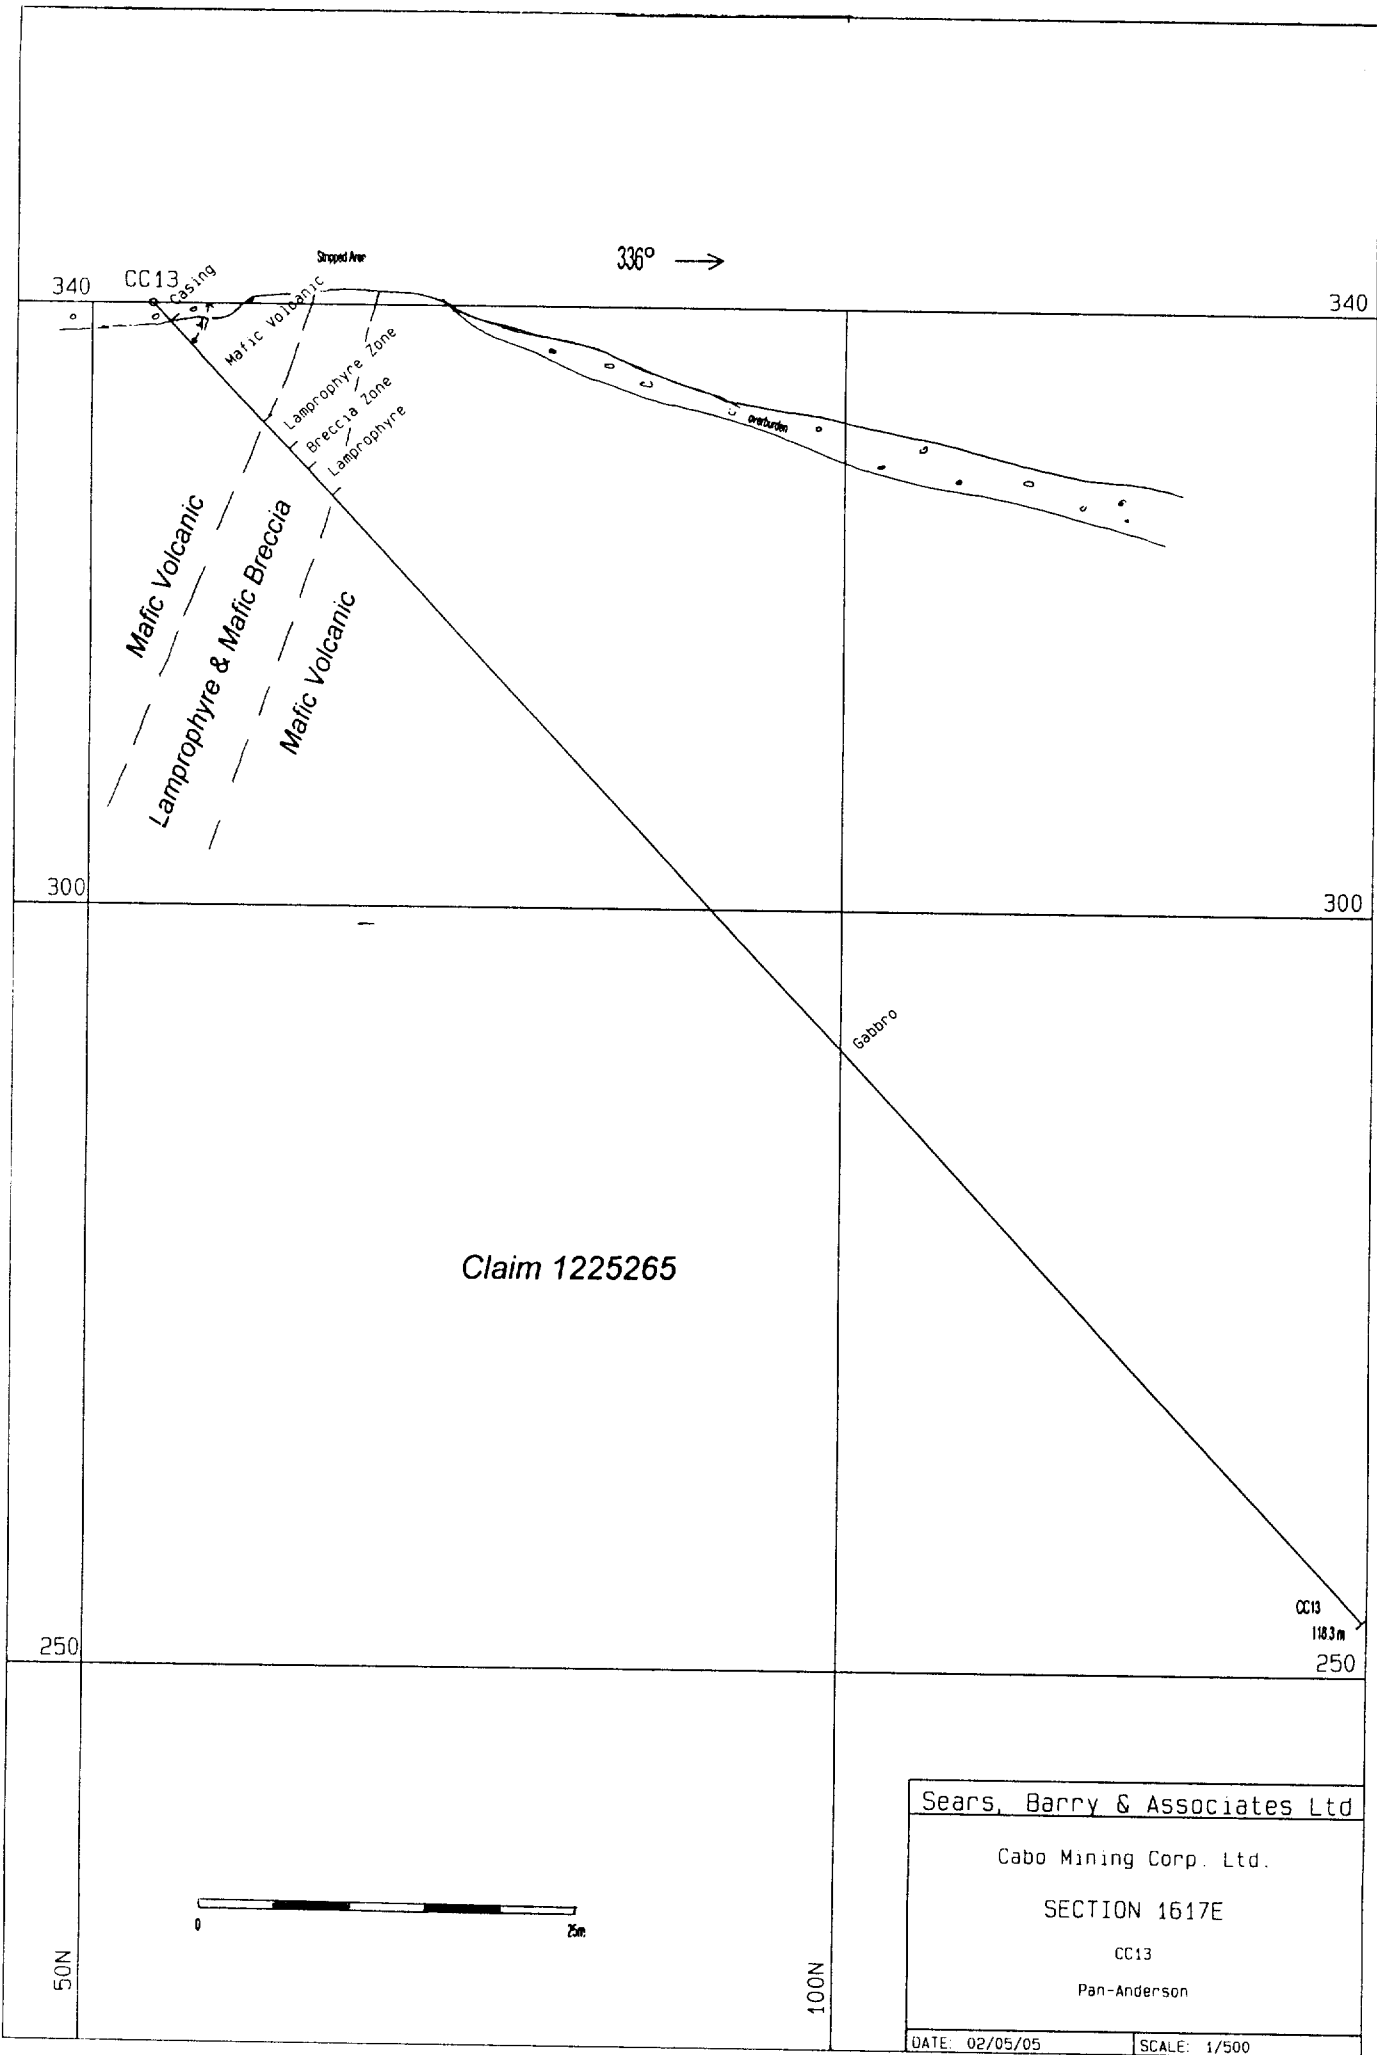 Stripped Area
336°
340
CC13
Casing
Mafic Volcanic
340
Lamprophyre Zone
Breccia Zone
Lamprophyre
overburden
Mafic Volcanic
Lamprophyre & Mafic Breccia
Mafic Volcanic
300
300
Gabbro
Claim 1225265
CC13
118.3 m
250
250
Sears, Barry & Associates Ltd
Cabo Mining Corp. Ltd.
SECTION 1617E
CC13
Pan-Anderson
DATE: 02/05/05
SCALE: 1/500
0
25m
50N
100N